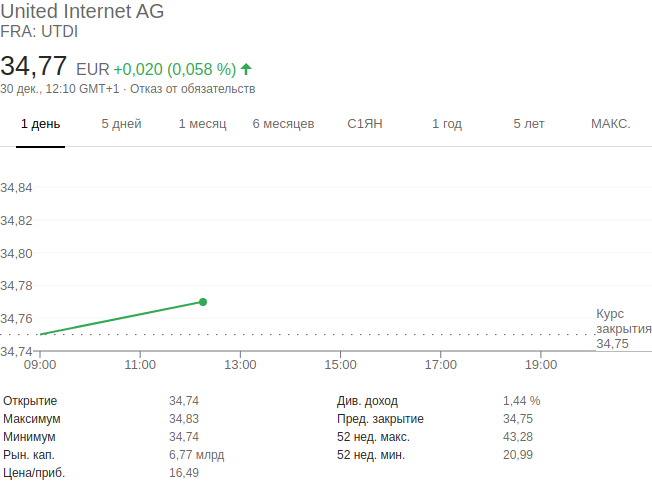 United Internet AG
FRA: UTDI
34,77 EUR +0,020 (0,058 %)
30 дек., 12:10 GMT+1 · Отказ от обязательств
1 день 5 дней 1 месяц 6 месяцев С1ЯН 1 год 5 лет МАКС.
34,84
34,82
34,80
34,78
34,76
34,74
Курс
закрытия
34,75
09:00 11:00 13:00 15:00 17:00 19:00
Открытие 34,74 Див. доход 1,44 %
Максимум 34,83 Пред. закрытие 34,75
Минимум 34,74 52 нед. макс. 43,28
Рын. кап. 6,77 млрд 52 нед. мин. 20,99
Цена/приб. 16,49